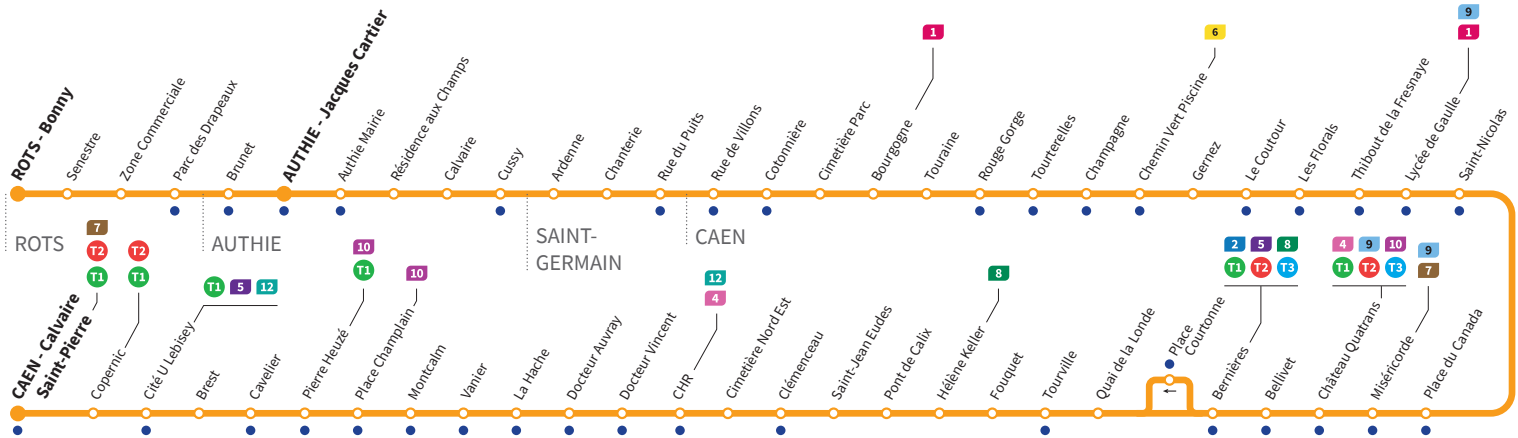 9
1
6
1
ROTS - Bonny
Senestre
Zone Commerciale
Parc des Drapeaux
Brunet
AUTHIE - Jacques Cartier
Authie Mairie
Résidence aux Champs
Calvaire
Cussy
Ardenne
Chanterie
Rue du Puits
Rue de Villons
Cotonnière
Cimetière Parc
Bourgogne
Touraine
Rouge Gorge
Tourterelles
Champagne
Chemin Vert Piscine
Gernez
Le Coutour
Les Florals
Thibout de la Fresnaye
Lycée de Gaulle
Saint-Nicolas
ROTS
AUTHIE
SAINT-
GERMAIN
CAEN
7
T2
T1
T2
T1
T1 5 12
10
T1
10
12
4
8
2 5 8
T1 T2 T3
4 9 10
T1 T2 T3
9
7
CAEN - Calvaire
Saint-Pierre
Copernic
Cité U Lebisey
Brest
Cavelier
Pierre Heuzé
Place Champlain
Montcalm
Vanier
La Hache
Docteur Auvray
Docteur Vincent
CHR
Cimetière Nord Est
Clémenceau
Saint-Jean Eudes
Pont de Calix
Hélène Keller
Fouquet
Tourville
Quai de la Londe
Place
Courtonne
Bernières
Bellivet
Château Quatrans
Miséricorde
Place du Canada